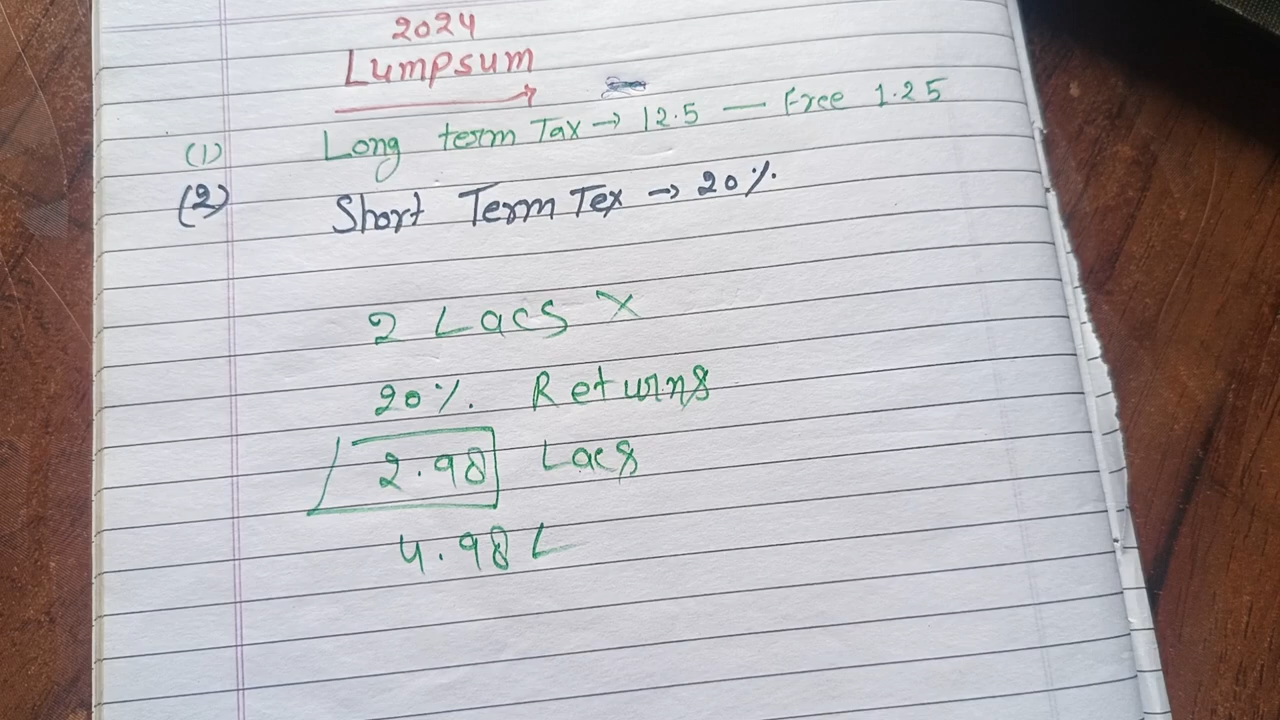 2024
Lumpsum
(1) Long term Tax → 12.5 — Free 1.25
(2) Short Term Tex → 20%.
2 Lacs X
20%. Returns
2.98 Lacs
4.98 L